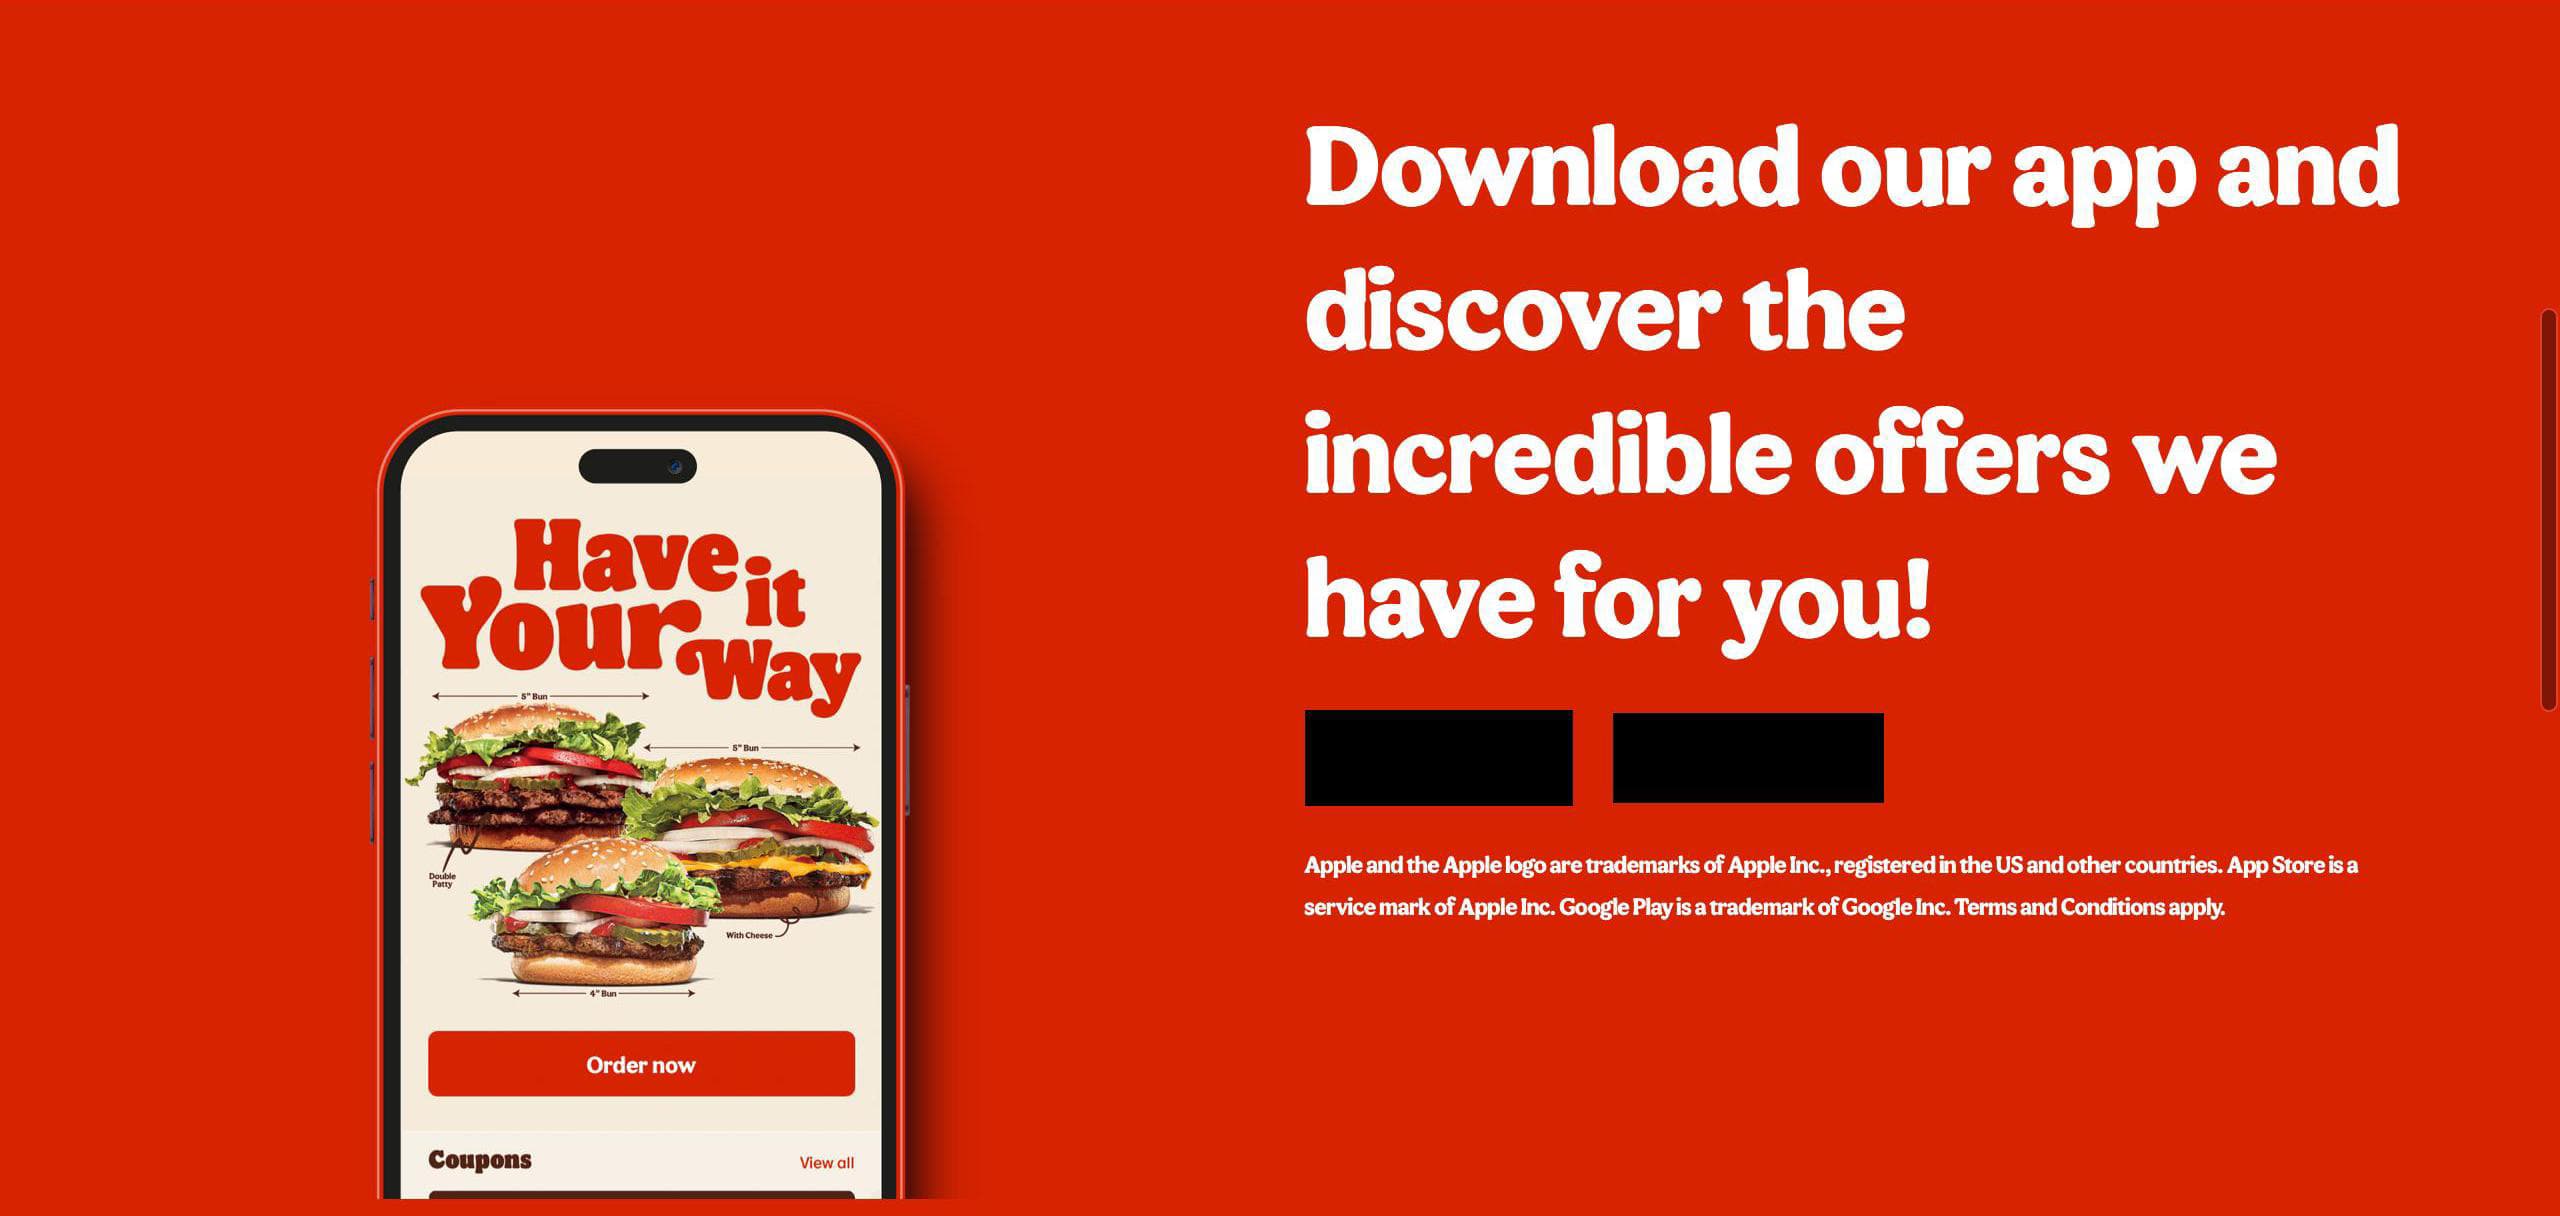 Have it
Your Way
5" Bun
5" Bun
Double
Patty
With Cheese
4" Bun
Order now
Coupons
View all
Download our app and
discover the
incredible offers we
have for you!
Apple and the Apple logo are trademarks of Apple Inc., registered in the US and other countries. App Store is a
service mark of Apple Inc. Google Play is a trademark of Google Inc. Terms and Conditions apply.